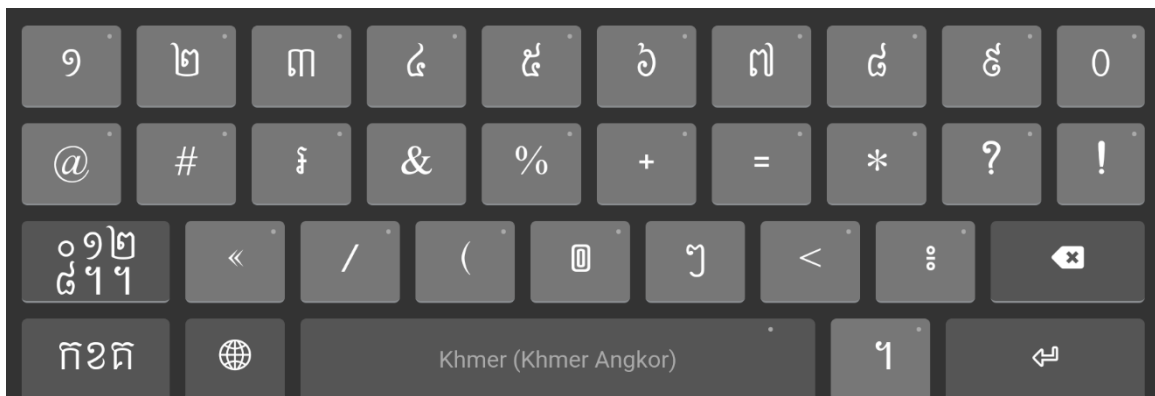 ១ ២ ៣ ៤ ៥ ៦ ៧ ៨ ៩ ០
@ # ៛ & % + = * ? !
០១២ « / ( ៗ < ៖
៨។។
កខគ Khmer (Khmer Angkor) ។